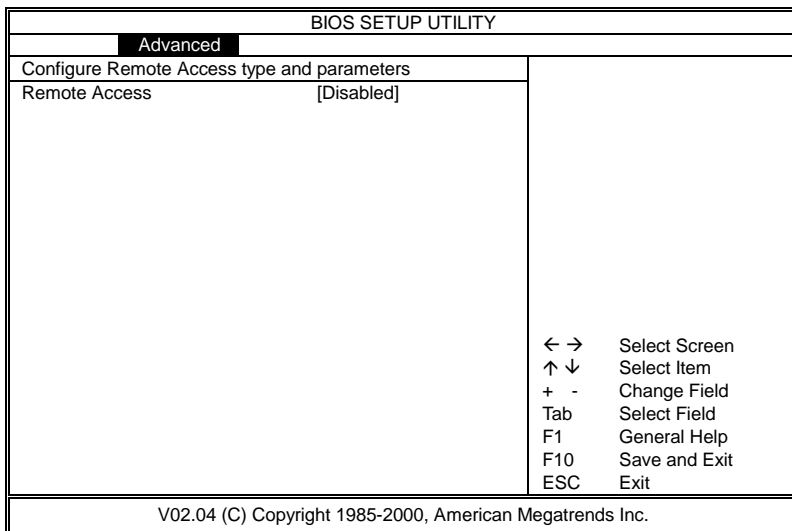 BIOS SETUP UTILITY
Advanced
Configure Remote Access type and parameters
Remote Access [Disabled]
← → Select Screen
↑ ↓ Select Item
+ - Change Field
Tab Select Field
F1 General Help
F10 Save and Exit
ESC Exit
V02.04 (C) Copyright 1985-2000, American Megatrends Inc.